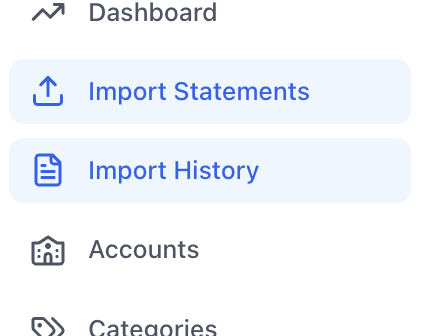 Dashboard
Import Statements
Import History
Accounts
Categories